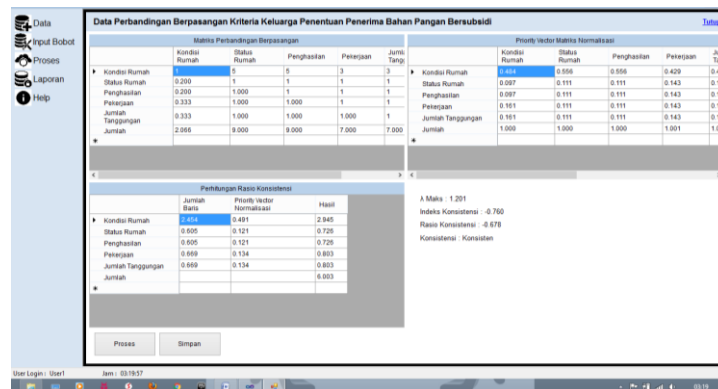 Data
Input Bobot
Proses
Laporan
Help
Data Perbandingan Berpasangan Kriteria Keluarga Penentuan Penerima Bahan Pangan Bersubsidi
Matriks Perbandingan Berpasangan
Kondisi Rumah Status Rumah Penghasilan Pekerjaan Jumla Tangg
Kondisi Rumah 1 5 5 3 3
Status Rumah 0.200 1 1 1 1
Penghasilan 0.200 1.000 1 1 1
Pekerjaan 0.333 1.000 1.000 1 1
Jumlah Tanggungan 0.333 1.000 1.000 1.000 1
Jumlah 2.066 9.000 9.000 7.000 7.000
Priority Vector Matriks Normalisasi
Kondisi Rumah Status Rumah Penghasilan Pekerjaan
Kondisi Rumah 0.484 0.556 0.556 0.429
Status Rumah 0.097 0.111 0.111 0.143
Penghasilan 0.097 0.111 0.111 0.143
Pekerjaan 0.161 0.111 0.111 0.143
Jumlah Tanggungan 0.161 0.111 0.111 0.143
Jumlah 1.000 1.000 1.000 1.001
Perhitungan Rasio Konsistensi
Jumlah Baris Priority Vector Normalisasi Hasil
Kondisi Rumah 2.454 0.491 2.945
Status Rumah 0.605 0.121 0.726
Penghasilan 0.605 0.121 0.726
Pekerjaan 0.669 0.134 0.803
Jumlah Tanggungan 0.669 0.134 0.803
Jumlah 6.003
λ Maks : 1.201
Indeks Konsistensi : -0.760
Rasio Konsistensi : -0.678
Konsistensi : Konsisten
Proses Simpan
User Login : User1 Jam : 03:19:57
03:19